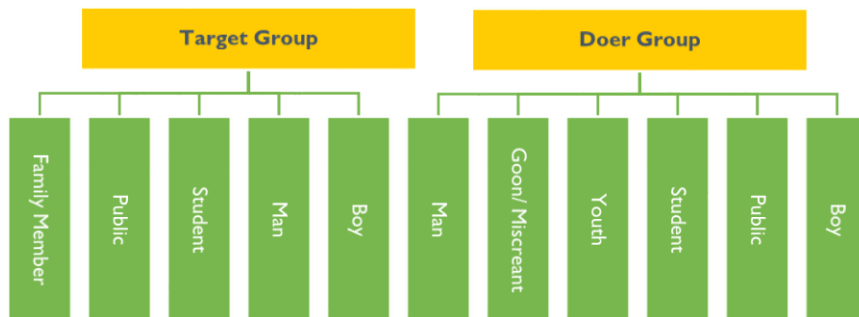 Target Group
Doer Group
Family Member
Public
Student
Man
Boy
Man
Goon/ Miscreant
Youth
Student
Public
Boy